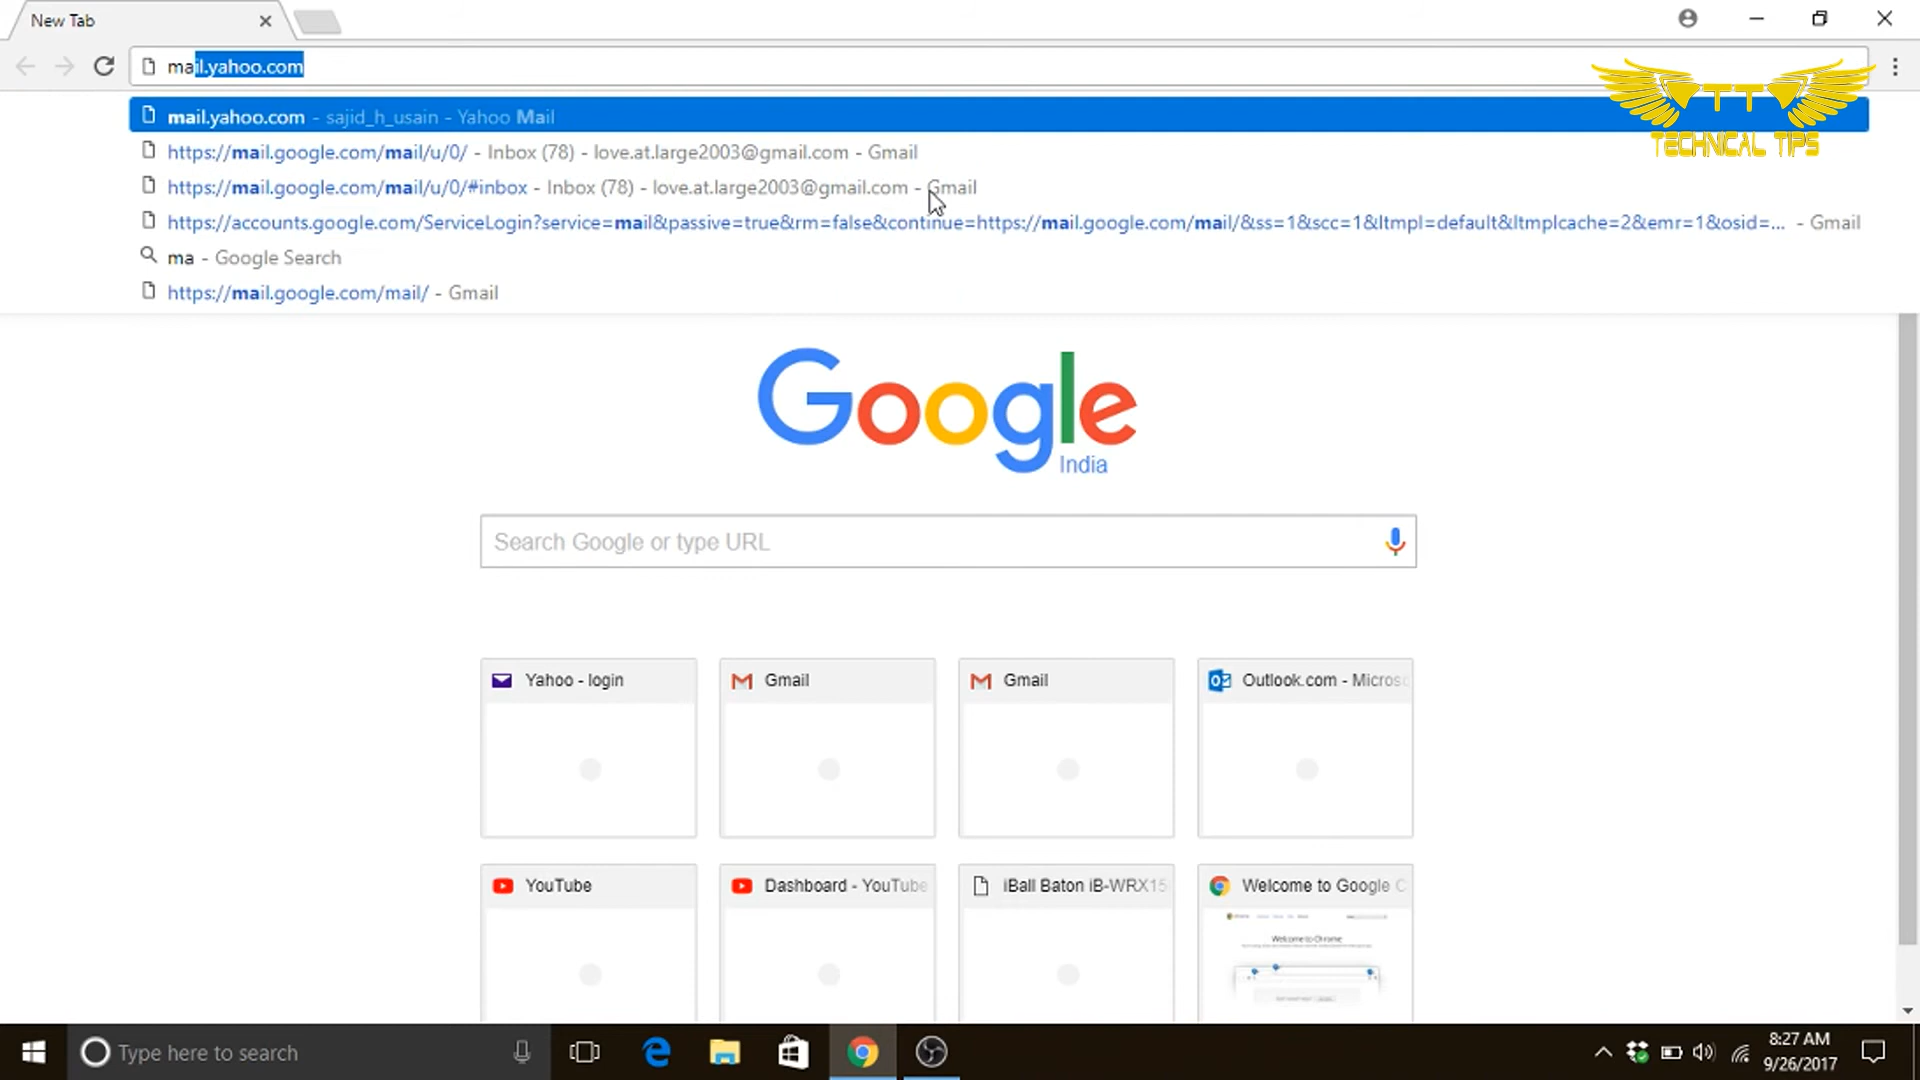 New Tab
mail.yahoo.com
mail.yahoo.com - sajid_h_usain - Yahoo Mail
https://mail.google.com/mail/u/0/ - Inbox (78) - love.at.large2003@gmail.com - Gmail
https://mail.google.com/mail/u/0/#inbox - Inbox (78) - love.at.large2003@gmail.com - Gmail
https://accounts.google.com/ServiceLogin?service=mail&passive=true&rm=false&continue=https://mail.google.com/mail/&ss=1&scc=1&ltmpl=default&ltmplcache=2&emr=1&osid=... - Gmail
ma - Google Search
https://mail.google.com/mail/ - Gmail
TT
TECHNICAL TIPS
Google
India
Search Google or type URL
Yahoo - login
Gmail
Gmail
Outlook.com - Microso
YouTube
Dashboard - YouTube
iBall Baton iB-WRX15
Welcome to Google C
Welcome to Chrome
Type here to search
8:27 AM
9/26/2017